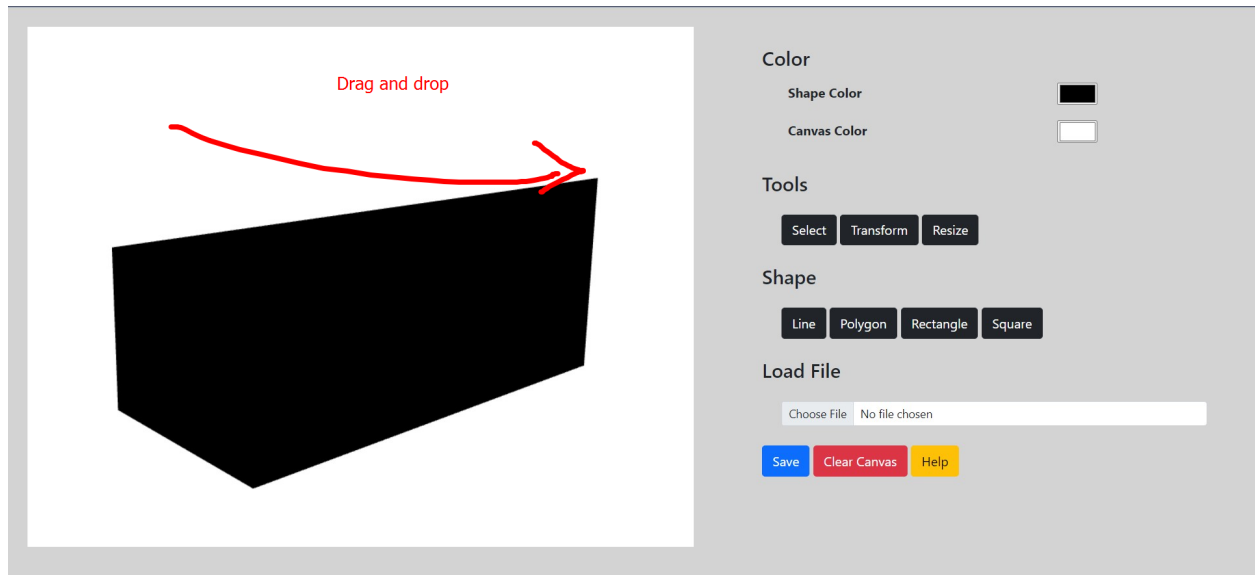 Drag and drop
Color
Shape Color
Canvas Color
Tools
Select Transform Resize
Shape
Line Polygon Rectangle Square
Load File
Choose File No file chosen
Save Clear Canvas Help